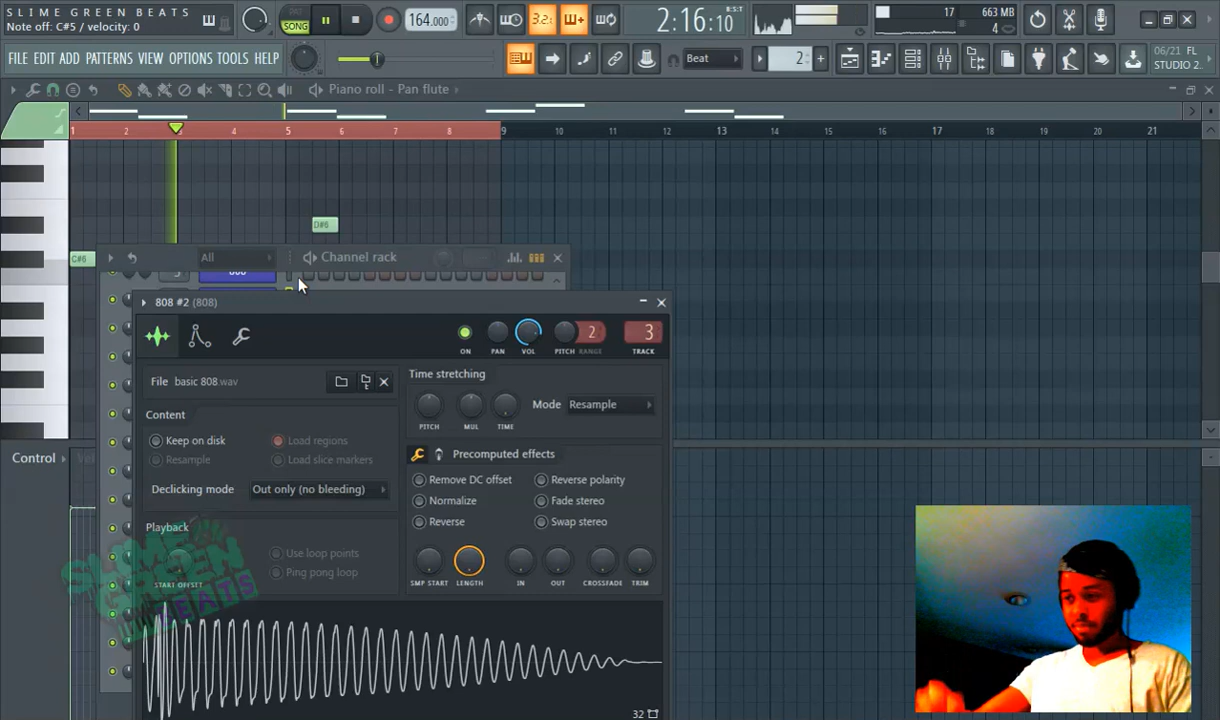 SLIME GREEN BEATS
Note off: C#5 / velocity: 0
SONG
164.000
3.2
2:16:10
B:S:T
17
663 MB
4
FILE EDIT ADD PATTERNS VIEW OPTIONS TOOLS HELP
Beat
2
06/21 FL
STUDIO 2..
Piano roll - Pan flute
1 2 3 4 5 6 7 8 9 10 11 12 13 14 15 16 17 18 19 20 21
D#6
C#6
All
Channel rack
808
808 #2 (808)
2
3
ON PAN VOL PITCH RANGE TRACK
File basic 808.wav
Time stretching
PITCH MUL TIME
Mode Resample
Content
Keep on disk
Load regions
Resample
Load slice markers
Declicking mode Out only (no bleeding)
Precomputed effects
Remove DC offset
Reverse polarity
Normalize
Fade stereo
Reverse
Swap stereo
Control
Playback
Use loop points
Ping pong loop
START OFFSET
SMP START LENGTH IN OUT CROSSFADE TRIM
SLIME
GREEN
BEATS
32